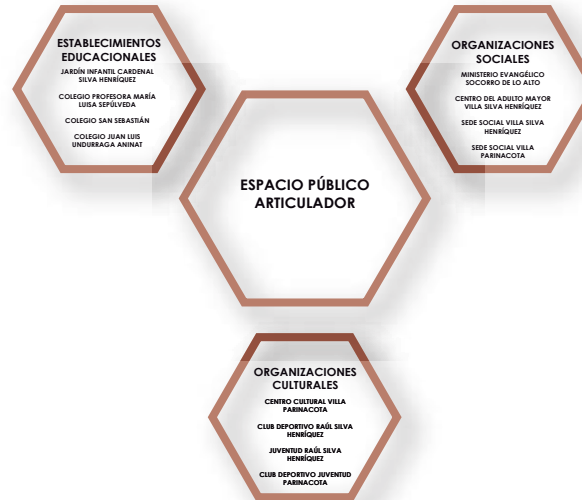 ESTABLECIMIENTOS
EDUCACIONALES
JARDÍN INFANTIL CARDENAL
SILVA HENRÍQUEZ
COLEGIO PROFESORA MARÍA
LUISA SEPÚLVEDA
COLEGIO SAN SEBASTIÁN
COLEGIO JUAN LUIS
UNDURRAGA ANINAT
ORGANIZACIONES
SOCIALES
MINISTERIO EVANGÉLICO
SOCORRO DE LO ALTO
CENTRO DEL ADULTO MAYOR
VILLA SILVA HENRÍQUEZ
SEDE SOCIAL VILLA SILVA
HENRÍQUEZ
SEDE SOCIAL VILLA
PARINACOTA
ESPACIO PÚBLICO
ARTICULADOR
ORGANIZACIONES
CULTURALES
CENTRO CULTURAL VILLA
PARINACOTA
CLUB DEPORTIVO RAÚL SILVA
HENRÍQUEZ
JUVENTUD RAÚL SILVA
HENRÍQUEZ
CLUB DEPORTIVO JUVENTUD
PARINACOTA